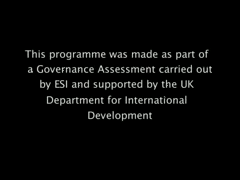 This programme was made as part of
a Governance Assessment carried out
by ESI and supported by the UK
Department for International
Development